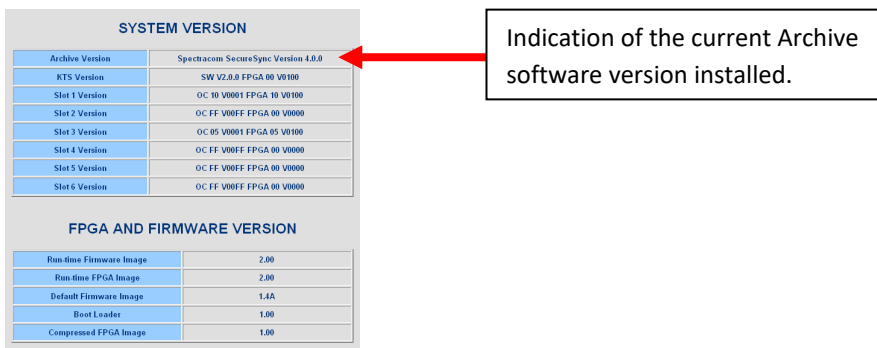 SYSTEM VERSION
Archive Version Spectracom SecureSync Version 4.0.0
KTS Version SW V2.0.0 FPGA 00 V0100
Slot 1 Version OC 10 V0001 FPGA 10 V0100
Slot 2 Version OC FF V00FF FPGA 00 V0000
Slot 3 Version OC 05 V0001 FPGA 05 V0100
Slot 4 Version OC FF V00FF FPGA 00 V0000
Slot 5 Version OC FF V00FF FPGA 00 V0000
Slot 6 Version OC FF V00FF FPGA 00 V0000
FPGA AND FIRMWARE VERSION
Run-time Firmware Image 2.00
Run-time FPGA Image 2.00
Default Firmware Image 1.4A
Boot Loader 1.00
Compressed FPGA Image 1.00
Indication of the current Archive
software version installed.